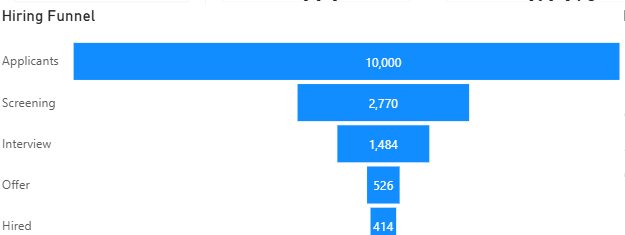 Hiring Funnel
Applicants 10,000
Screening 2,770
Interview 1,484
Offer 526
Hired 414